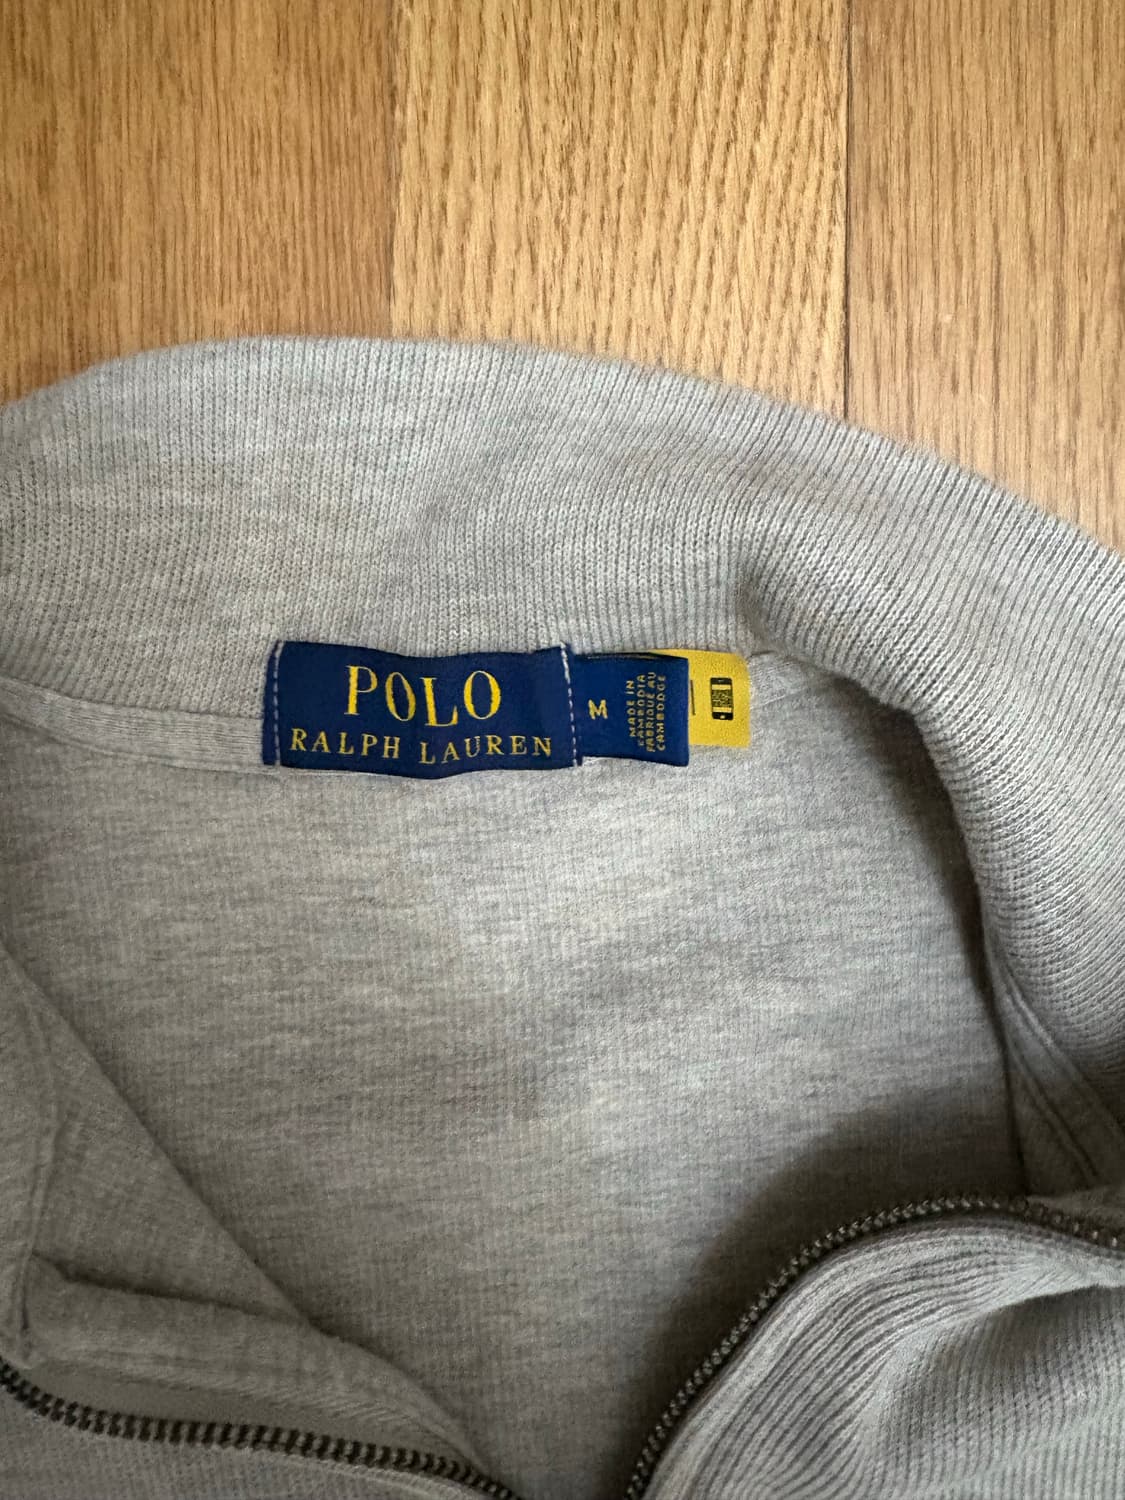 POLO
RALPH LAUREN
M
MADE IN
CAMBODIA
FABRIQUÉ AU
CAMBODGE